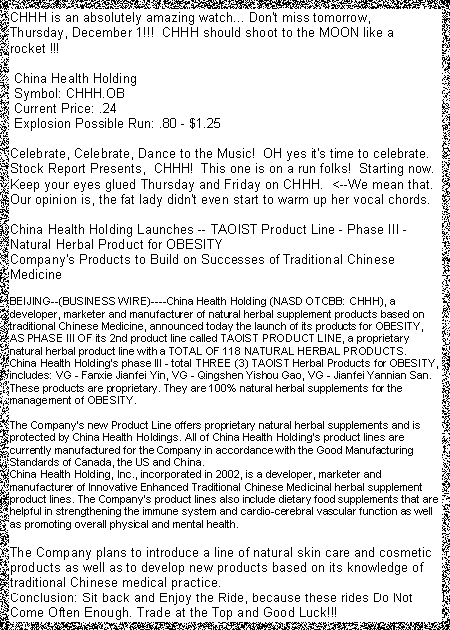 CHHH is an absolutely amazing watch... Don't miss tomorrow,
Thursday, December 1!!!  CHHH should shoot to the MOON like a
rocket !!!
China Health Holding
Symbol: CHHH.OB
Current Price: .24
Explosion Possible Run: .80 - $1.25
Celebrate, Celebrate, Dance to the Music!  OH yes it's time to celebrate.
Stock Report Presents,  CHHH!  This one is on a run folks!  Starting now.
Keep your eyes glued Thursday and Friday on CHHH.  <--We mean that.
Our opinion is, the fat lady didn't even start to warm up her vocal chords.
China Health Holding Launches -- TAOIST Product Line - Phase III -
Natural Herbal Product for OBESITY
Company's Products to Build on Successes of Traditional Chinese
Medicine
BEIJING--(BUSINESS WIRE)----China Health Holding (NASD OTCBB: CHHH), a
developer, marketer and manufacturer of natural herbal supplement products based on
traditional Chinese Medicine, announced today the launch of its products for OBESITY,
AS PHASE III OF its 2nd product line called TAOIST PRODUCT LINE, a proprietary
natural herbal product line with a TOTAL OF 118 NATURAL HERBAL PRODUCTS.
China Health Holding's phase III - total THREE (3) TAOIST Herbal Products for OBESITY,
includes: VG - Fanxie Jianfei Yin, VG - Qingshen Yishou Gao, VG - Jianfei Yannian San.
These products are proprietary. They are 100% natural herbal supplements for the
management of OBESITY.
The Company's new Product Line offers proprietary natural herbal supplements and is
protected by China Health Holdings. All of China Health Holding's product lines are
currently manufactured for the Company in accordance with the Good Manufacturing
Standards of Canada, the US and China.
China Health Holding, Inc., incorporated in 2002, is a developer, marketer and
manufacturer of Innovative Enhanced Traditional Chinese Medicinal herbal supplement
product lines. The Company's product lines also include dietary food supplements that are
helpful in strengthening the immune system and cardio-cerebral vascular function as well
as promoting overall physical and mental health.
The Company plans to introduce a line of natural skin care and cosmetic
products as well as to develop new products based on its knowledge of
traditional Chinese medical practice.
Conclusion: Sit back and Enjoy the Ride, because these rides Do Not
Come Often Enough. Trade at the Top and Good Luck!!!